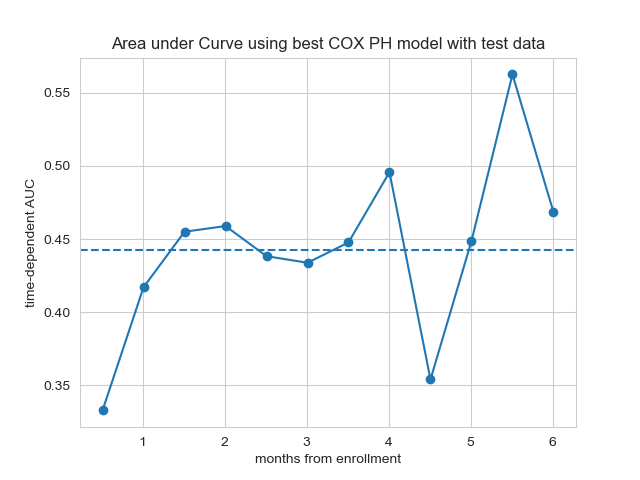 Area under Curve using best COX PH model with test data
0.55
0.50
0.45
0.40
0.35
time-dependent AUC
1 2 3 4 5 6
months from enrollment